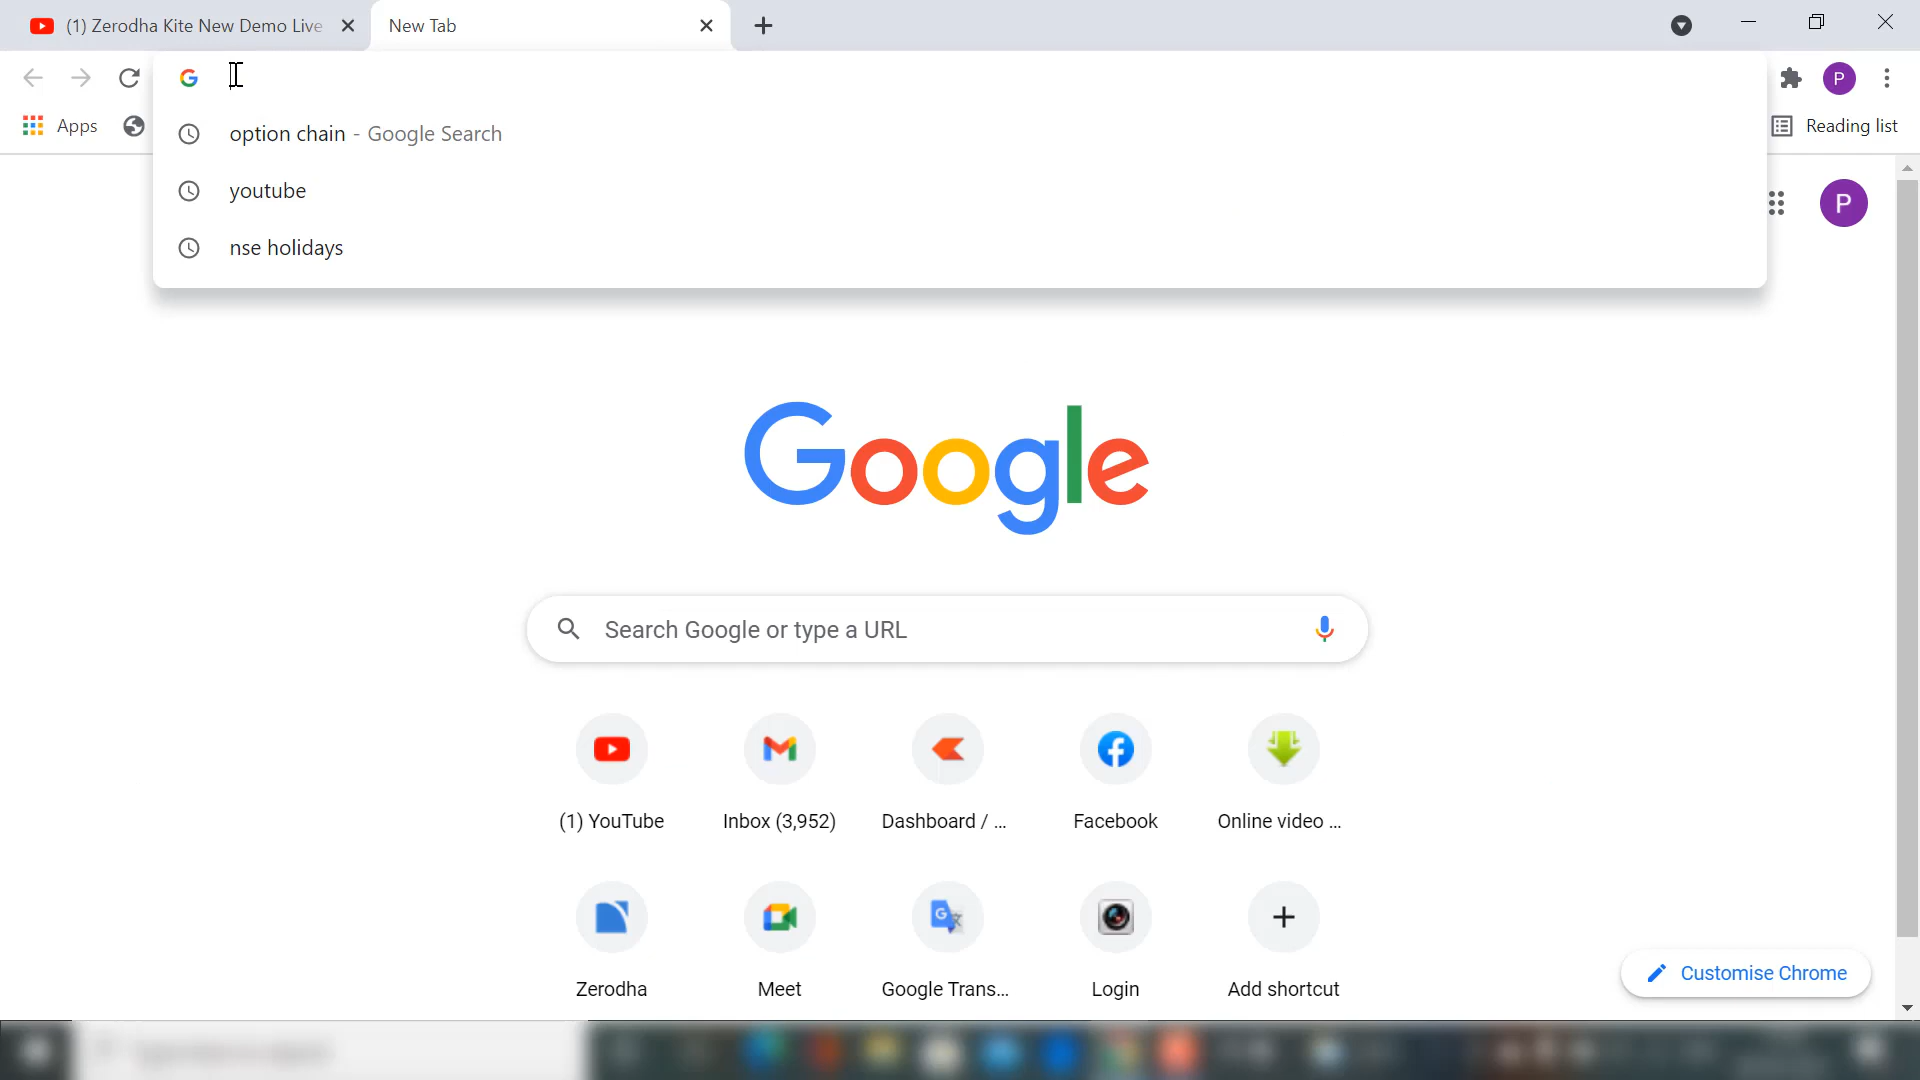 (1) Zerodha Kite New Demo Live
New Tab
P
Apps
Reading list
option chain - Google Search
youtube
nse holidays
P
Google
Search Google or type a URL
(1) YouTube
Inbox (3,952)
Dashboard / ...
Facebook
Online video ...
Zerodha
Meet
Google Trans...
Login
Add shortcut
Customise Chrome